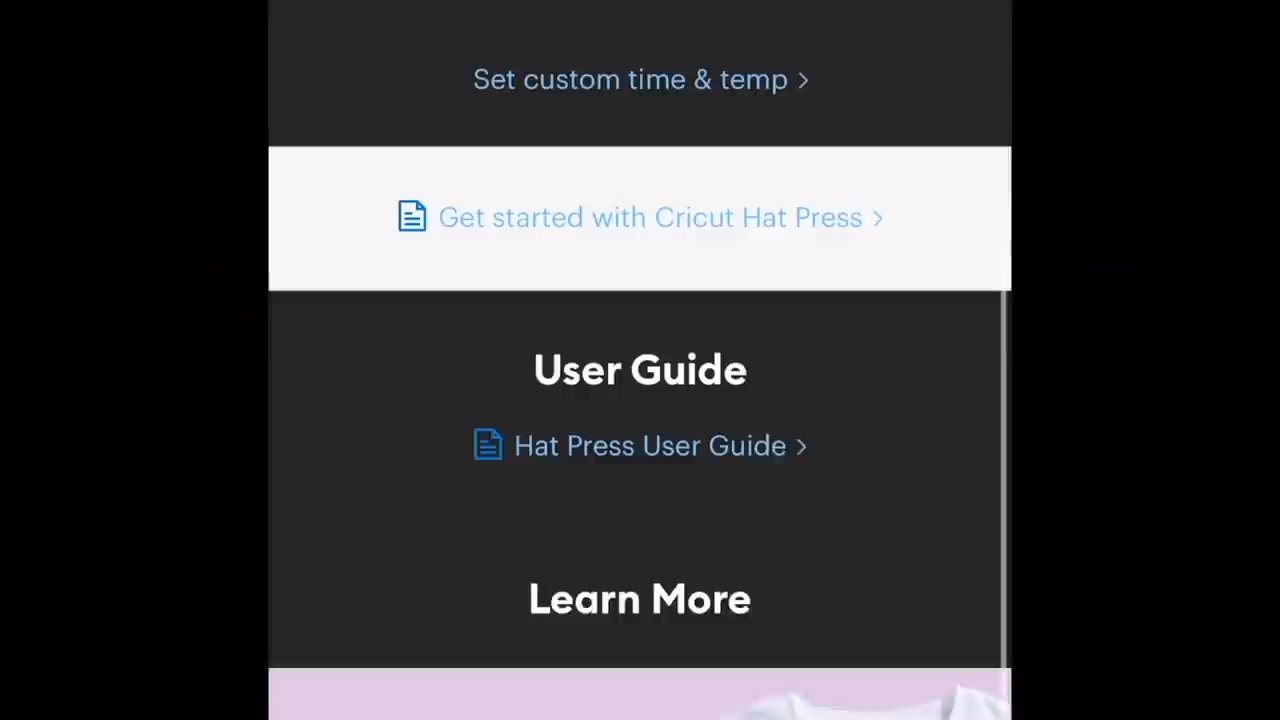 Set custom time & temp >
Get started with Cricut Hat Press >
User Guide
Hat Press User Guide >
Learn More